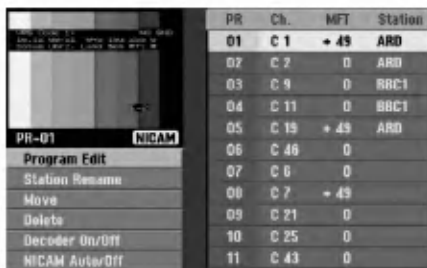 PR-01 NICAM
Program Edit
Station Rename
Move
Delete
Decoder On/Off
NICAM Auto/Off
PR Ch. MFT Station
01 C 1 + 49 ARD
02 C 2 0 ARD
03 C 9 0 BBC1
04 C 11 0 BBC1
05 C 19 + 49 ARD
06 C 46 0
07 C 6 0
08 C 7 + 49
09 C 21 0
10 C 25 0
11 C 43 0